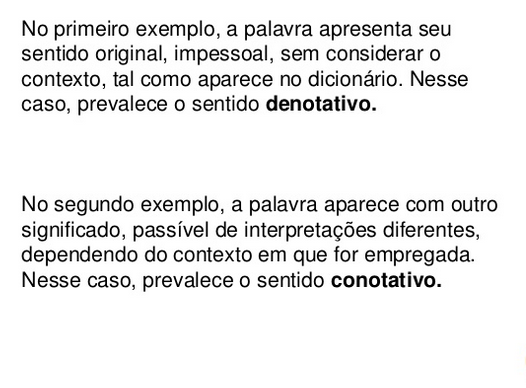 No primeiro exemplo, a palavra apresenta seu
sentido original, impessoal, sem considerar o
contexto, tal como aparece no dicionário. Nesse
caso, prevalece o sentido denotativo.
No segundo exemplo, a palavra aparece com outro
significado, passível de interpretações diferentes,
dependendo do contexto em que for empregada.
Nesse caso, prevalece o sentido conotativo.